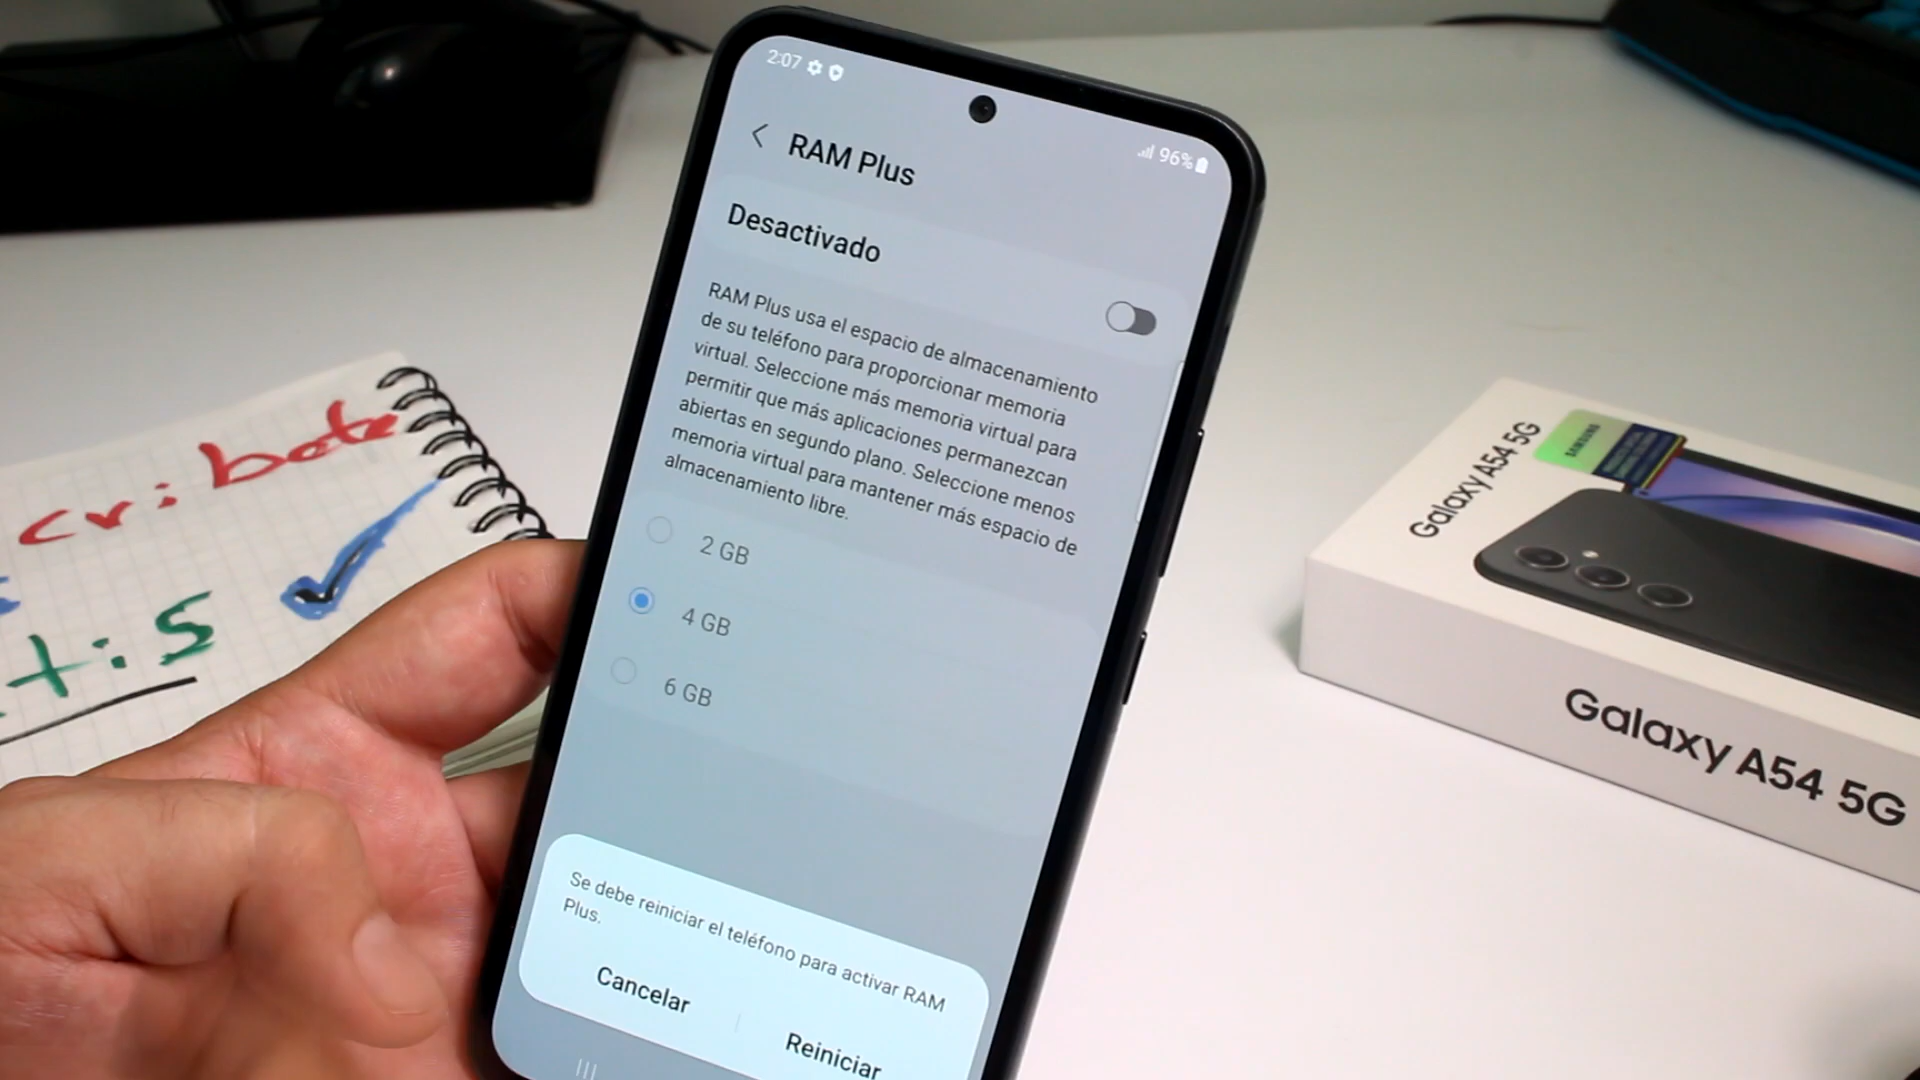 2:07
96%
RAM Plus
Desactivado
RAM Plus usa el espacio de almacenamiento
de su teléfono para proporcionar memoria
virtual. Seleccione más memoria virtual para
permitir que más aplicaciones permanezcan
abiertas en segundo plano. Seleccione menos
memoria virtual para mantener más espacio de
almacenamiento libre.
2 GB
4 GB
6 GB
Se debe reiniciar el teléfono para activar RAM
Plus.
Cancelar
Reiniciar
Galaxy A54 5G
SAMSUNG
Galaxy A54 5G